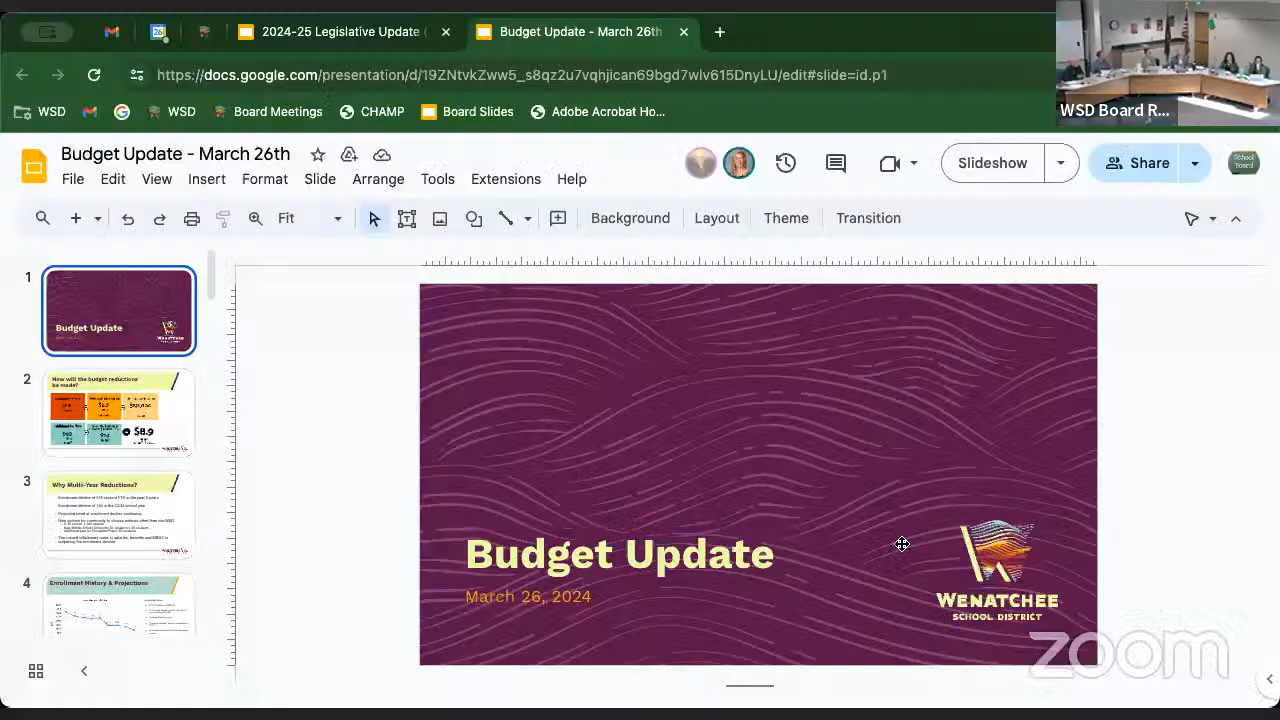 2024-25 Legislative Update (
Budget Update - March 26th
https://docs.google.com/presentation/d/19ZNtvkZww5_s8qz2u7vqhjican69bgd7wlv615DnyLU/edit#slide=id.p1
WSD
WSD
Board Meetings
CHAMP
Board Slides
Adobe Acrobat Ho...
WSD Board R...
Budget Update - March 26th
File Edit View Insert Format Slide Arrange Tools Extensions Help
Slideshow
Share
School Board
Fit
Background
Layout
Theme
Transition
1
Budget Update
WENATCHEE
2
How will the budget reductions
be made?
$8.9
3
Why Multi-Year Reductions?
4
Enrollment History & Projections
Budget Update
March 26, 2024
WENATCHEE
SCHOOL DISTRICT
zoom